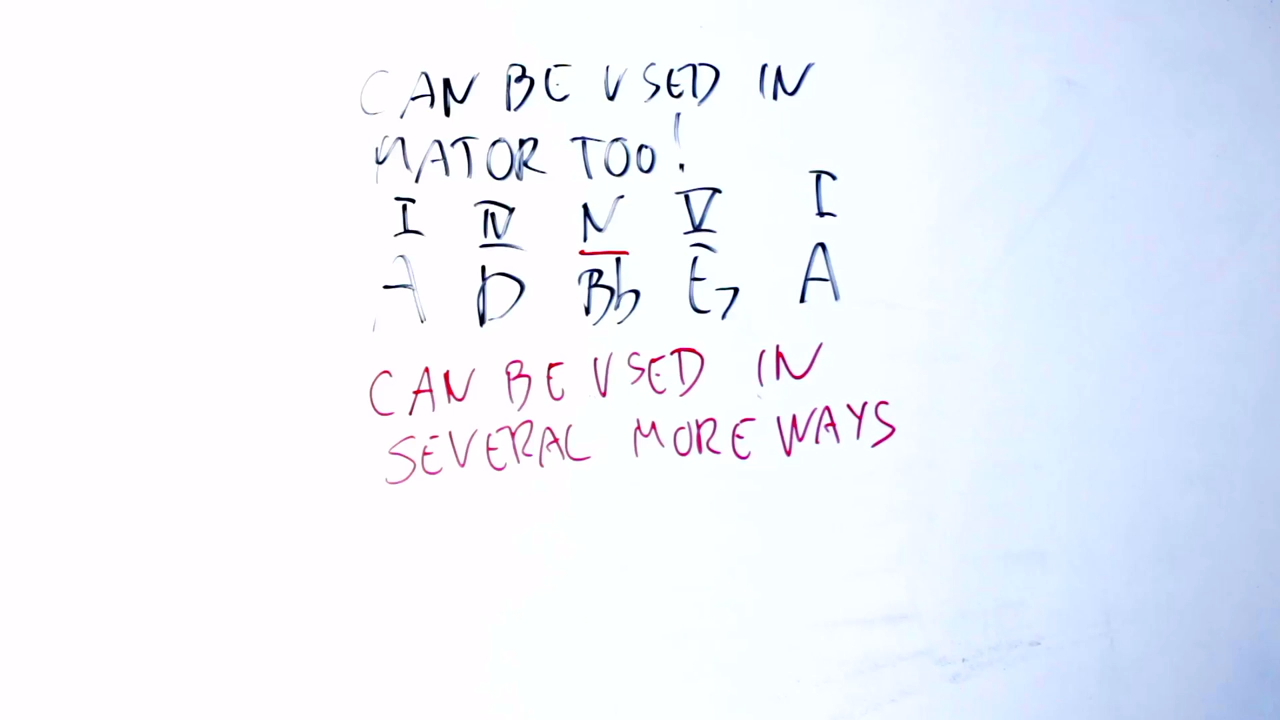 CAN BE USED IN
MAJOR TOO!
I IV N V I
A D Bb E7 A
CAN BE USED IN
SEVERAL MORE WAYS